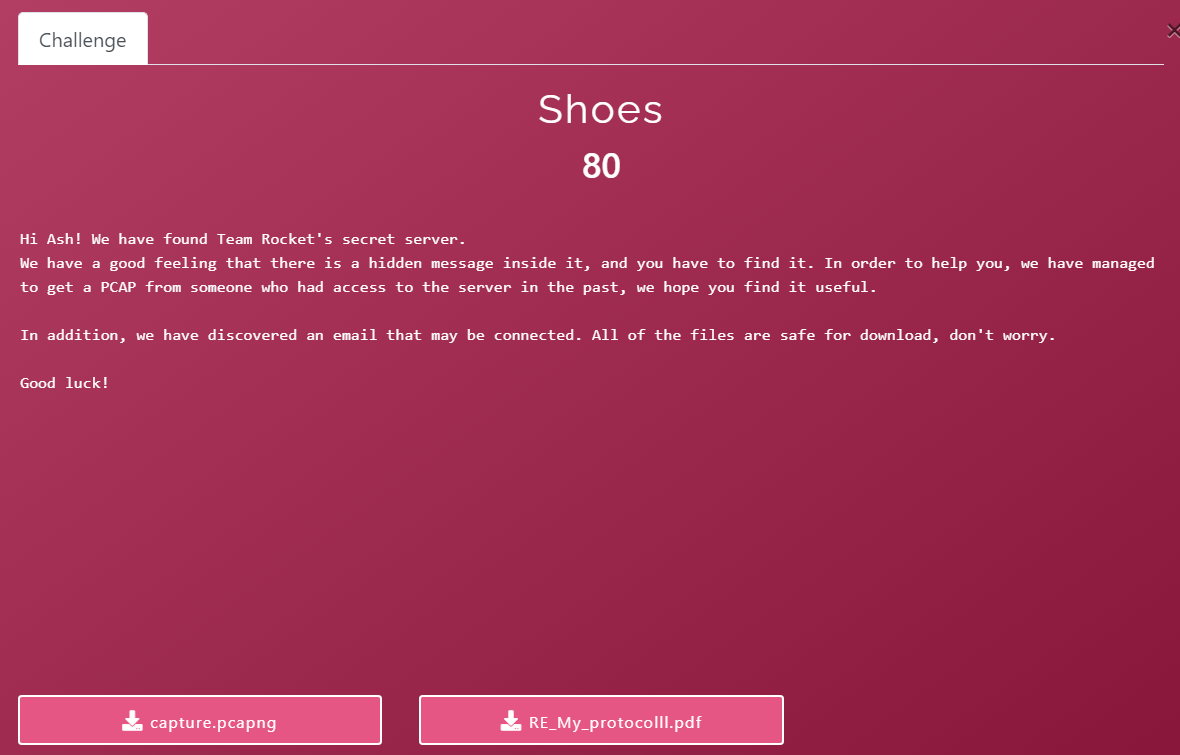 Challenge
×
Shoes
80
Hi Ash! We have found Team Rocket's secret server.
We have a good feeling that there is a hidden message inside it, and you have to find it. In order to help you, we have managed
to get a PCAP from someone who had access to the server in the past, we hope you find it useful.
In addition, we have discovered an email that may be connected. All of the files are safe for download, don't worry.
Good luck!
capture.pcapng
RE_My_protocolll.pdf